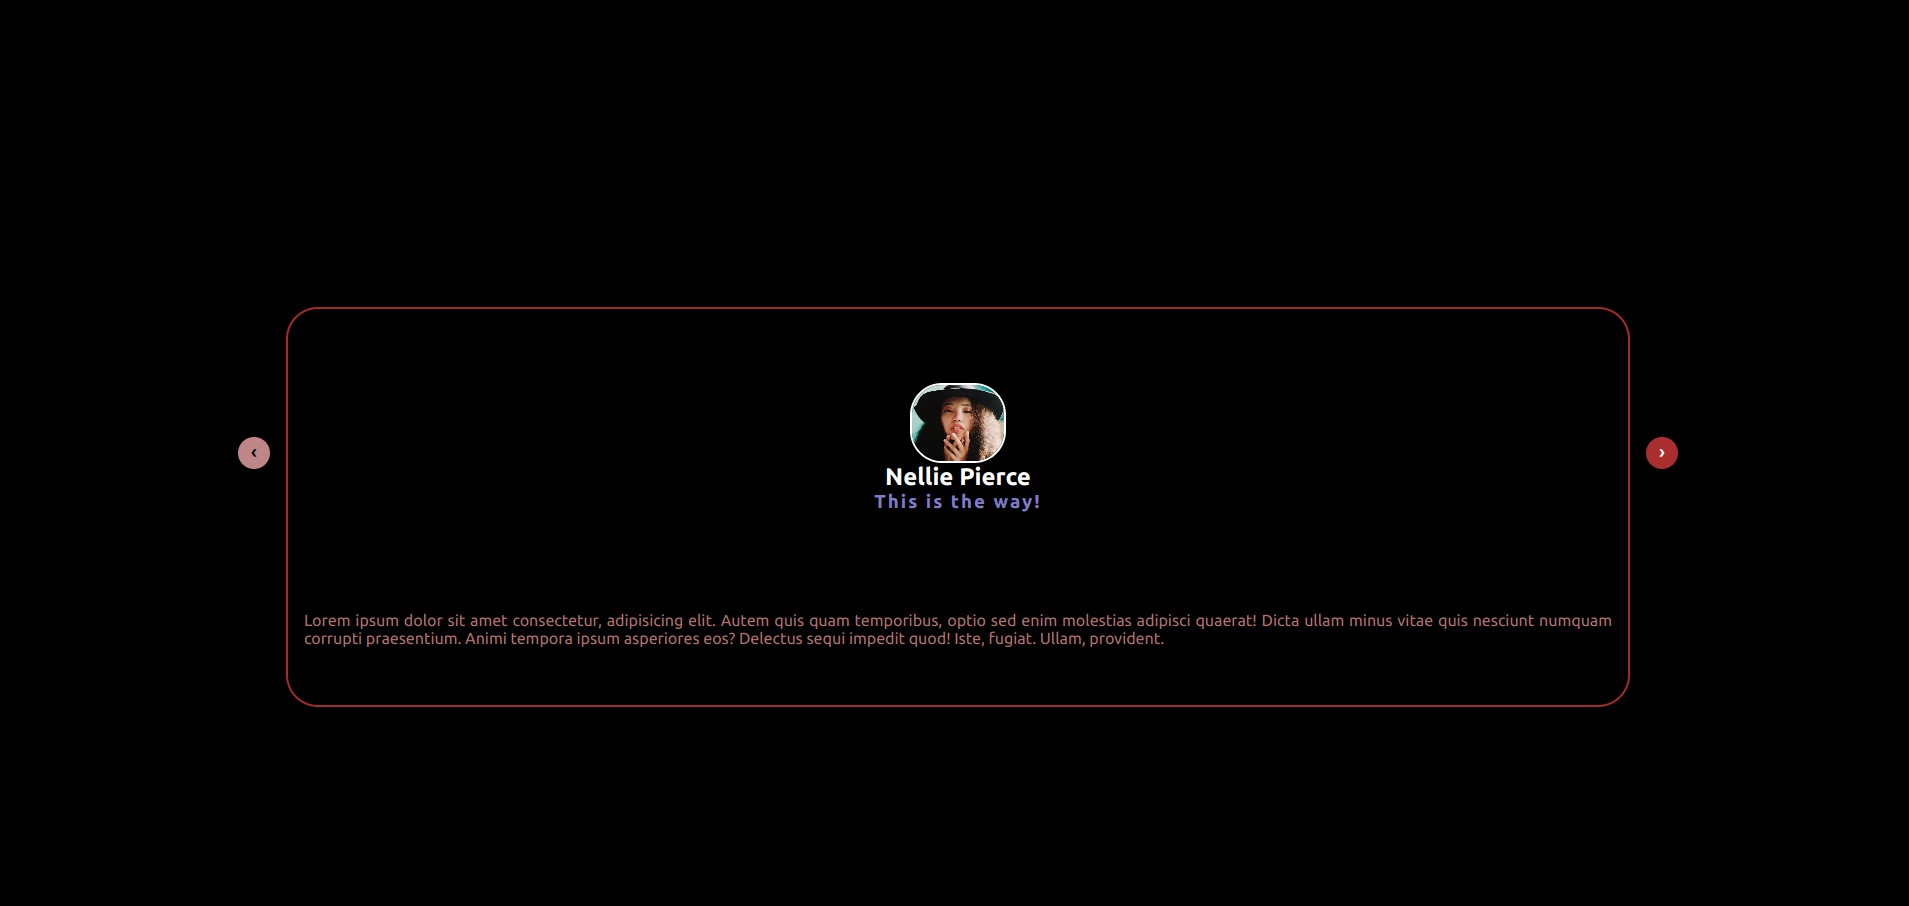 ‹
›
Nellie Pierce
This is the way!
Lorem ipsum dolor sit amet consectetur, adipisicing elit. Autem quis quam temporibus, optio sed enim molestias adipisci quaerat! Dicta ullam minus vitae quis nesciunt numquam
corrupti praesentium. Animi tempora ipsum asperiores eos? Delectus sequi impedit quod! Iste, fugiat. Ullam, provident.